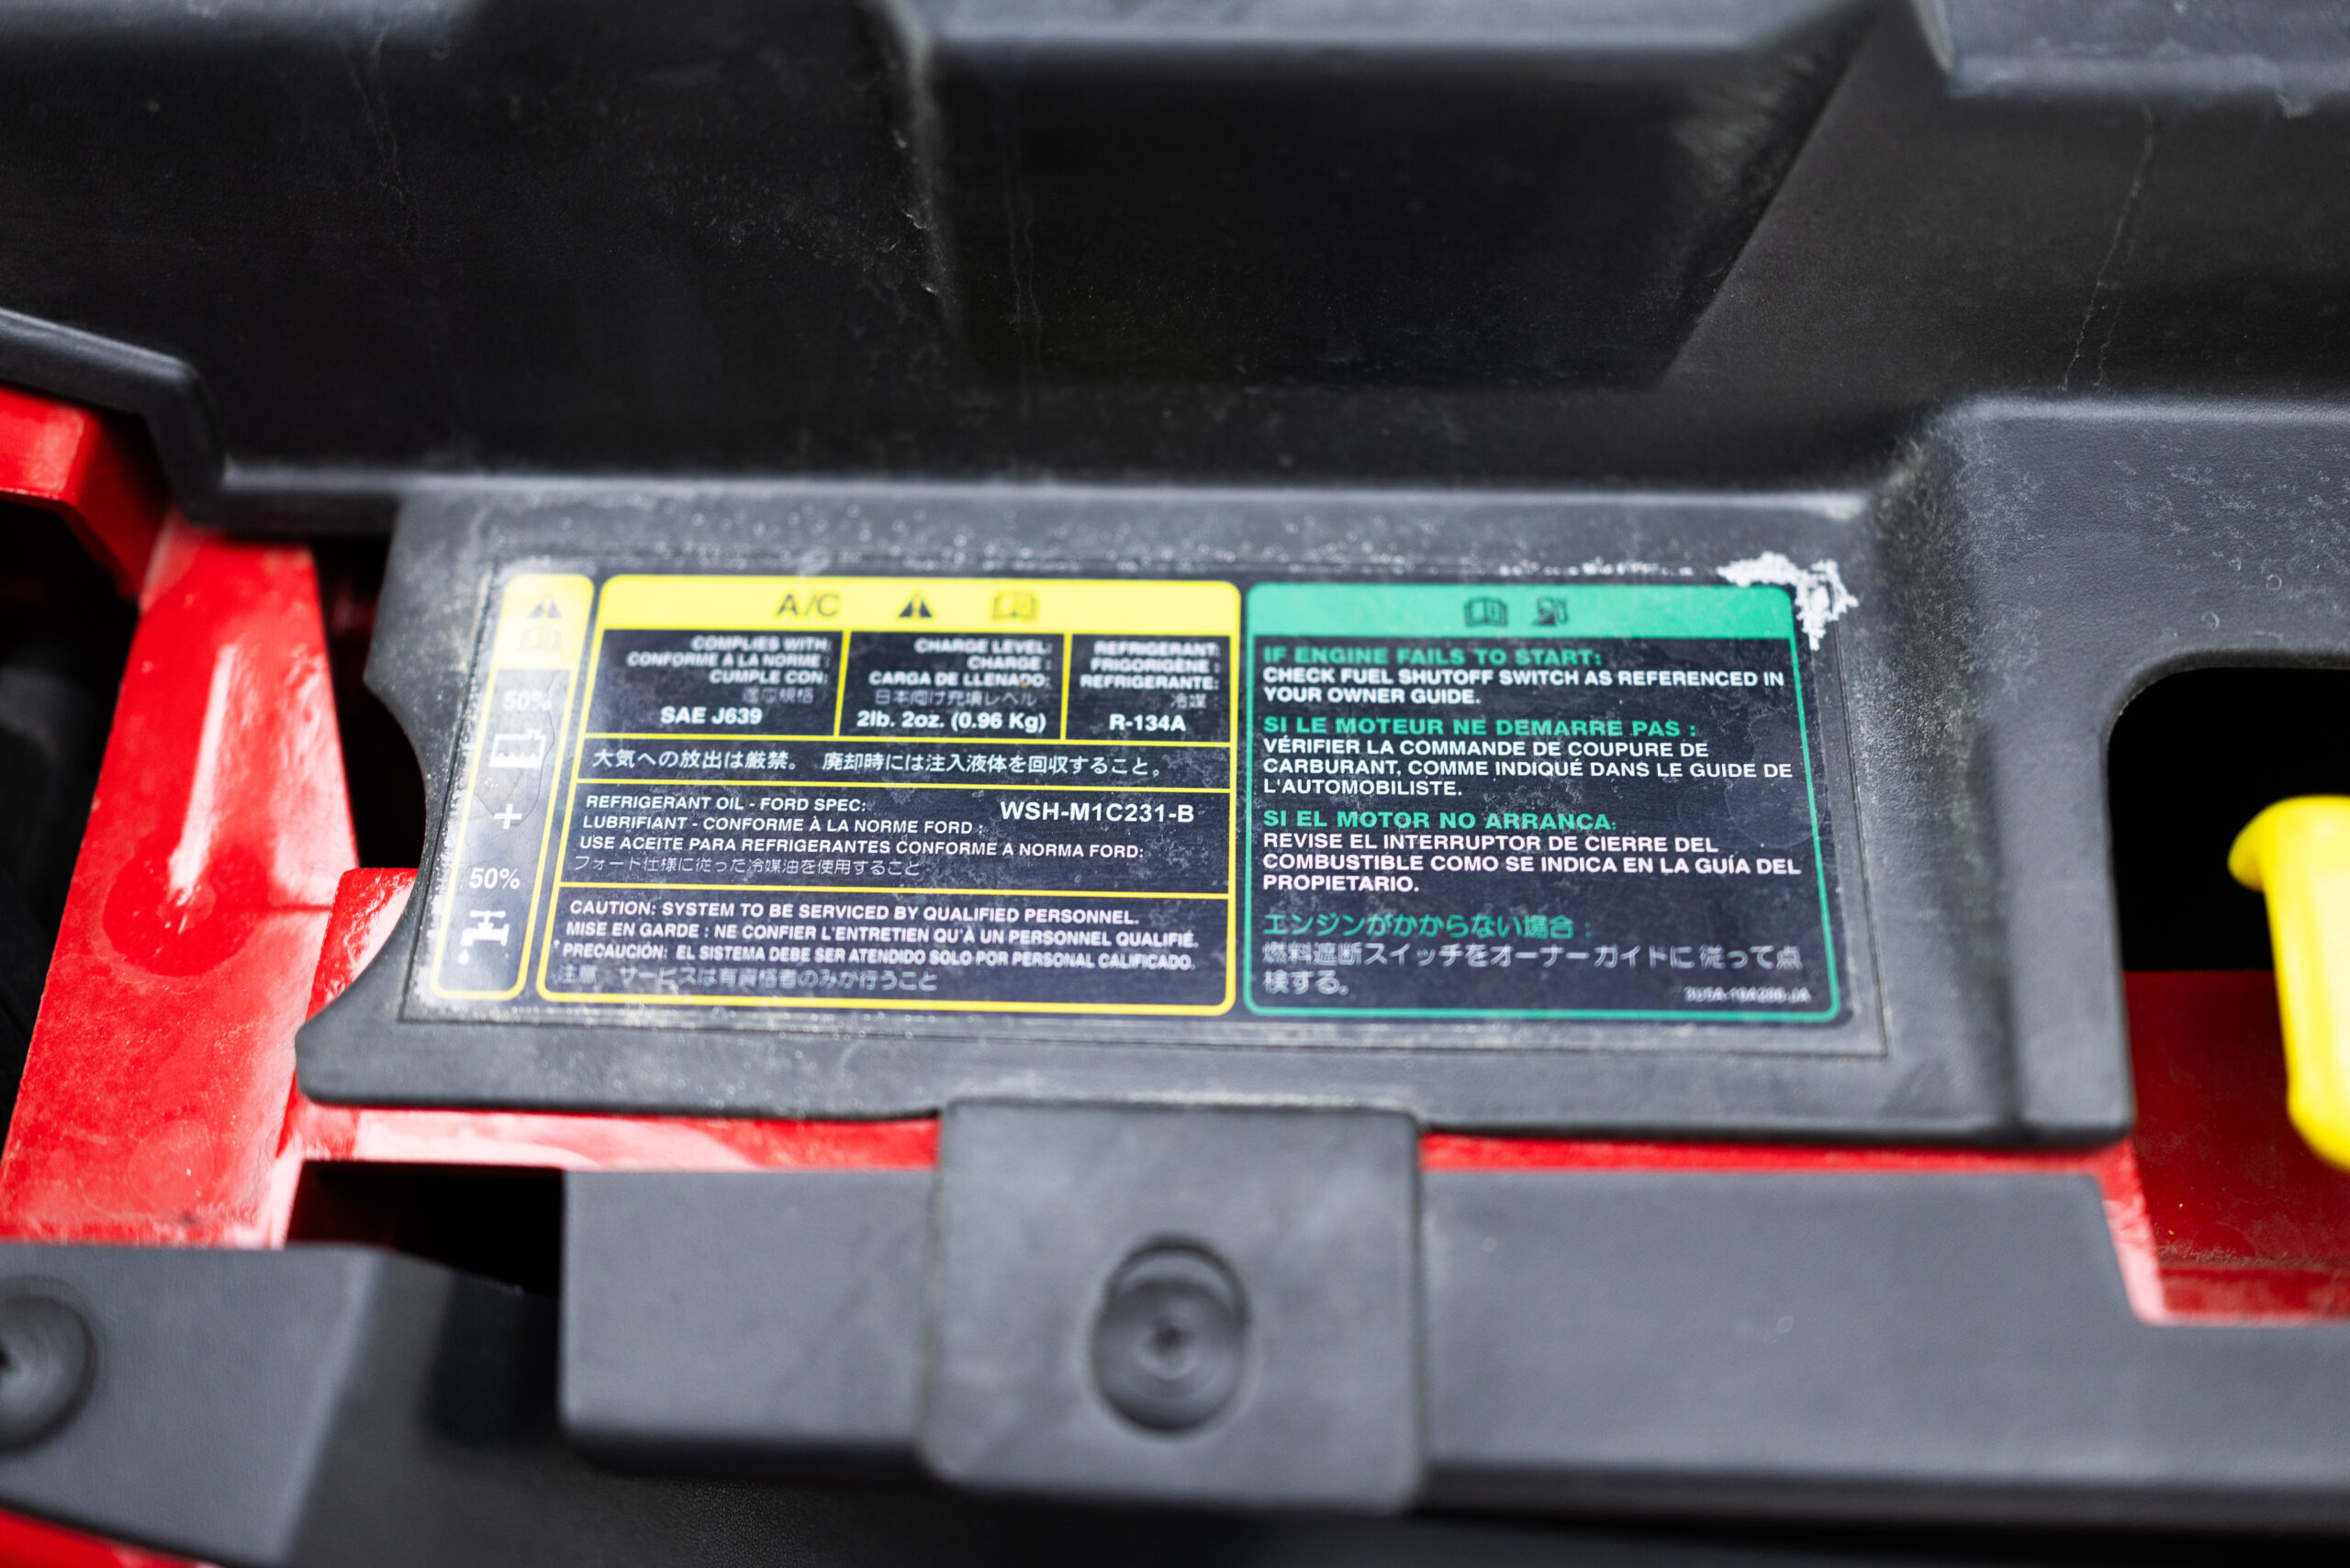 50%
+
50%
A/C
COMPLIES WITH:
CONFORME À LA NORME :
CUMPLE CON:
適応規格
SAE J639
CHARGE LEVEL:
CHARGE :
CARGA DE LLENADO:
日本向け充填レベル
2lb. 2oz. (0.96 Kg)
REFRIGERANT:
FRIGORIGÈNE :
REFRIGERANTE:
冷媒
R-134A
大気への放出は厳禁。 廃却時には注入液体を回収すること。
REFRIGERANT OIL - FORD SPEC:
WSH-M1C231-B
LUBRIFIANT - CONFORME À LA NORME FORD :
USE ACEITE PARA REFRIGERANTES CONFORME A NORMA FORD:
フォード仕様に従った冷媒油を使用すること
CAUTION: SYSTEM TO BE SERVICED BY QUALIFIED PERSONNEL.
MISE EN GARDE : NE CONFIER L'ENTRETIEN QU'À UN PERSONNEL QUALIFIÉ.
PRECAUCIÓN: EL SISTEMA DEBE SER ATENDIDO SOLO POR PERSONAL CALIFICADO.
注意：サービスは有資格者のみが行うこと
IF ENGINE FAILS TO START:
CHECK FUEL SHUTOFF SWITCH AS REFERENCED IN
YOUR OWNER GUIDE.
SI LE MOTEUR NE DEMARRE PAS :
VÉRIFIER LA COMMANDE DE COUPURE DE
CARBURANT, COMME INDIQUÉ DANS LE GUIDE DE
L'AUTOMOBILISTE.
SI EL MOTOR NO ARRANCA:
REVISE EL INTERRUPTOR DE CIERRE DEL
COMBUSTIBLE COMO SE INDICA EN LA GUÍA DEL
PROPIETARIO.
エンジンがかからない場合：
燃料遮断スイッチをオーナーガイドに従って点
検する。